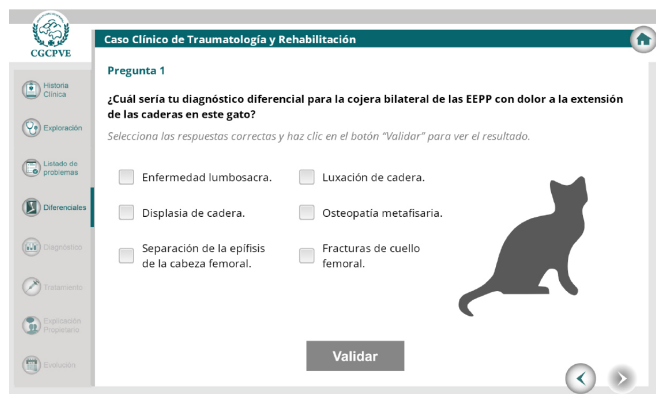 CGCPVE
Caso Clínico de Traumatología y Rehabilitación
Historia
Clínica
Exploración
Listado de
problemas
Diferenciales
Diagnóstico
Tratamiento
Explicación
Propietario
Evolución
Pregunta 1
¿Cuál sería tu diagnóstico diferencial para la cojera bilateral de las EEPP con dolor a la extensión
de las caderas en este gato?
Selecciona las respuestas correctas y haz clic en el botón “Validar” para ver el resultado.
Enfermedad lumbosacra.
Luxación de cadera.
Displasia de cadera.
Osteopatía metafisaria.
Separación de la epífisis
de la cabeza femoral.
Fracturas de cuello
femoral.
Validar